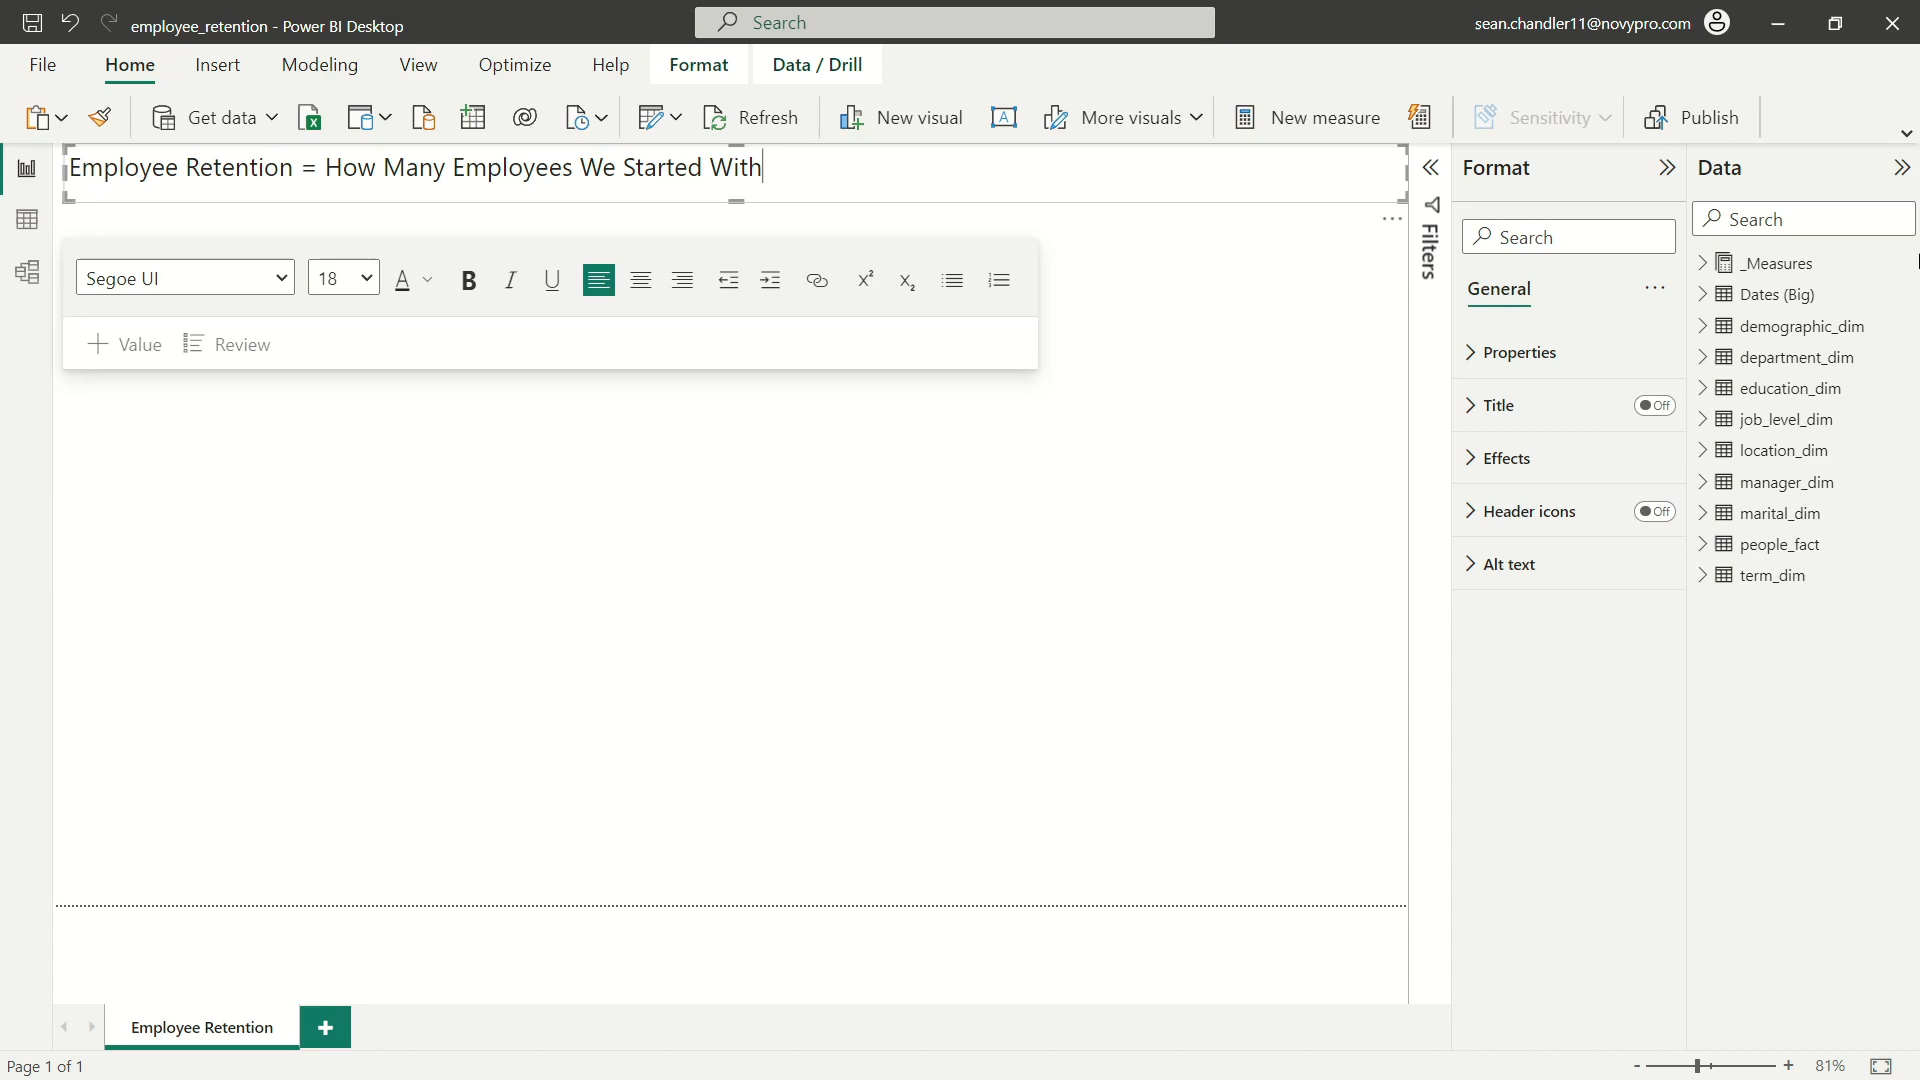 employee_retention - Power BI Desktop
Search
sean.chandler11@novypro.com
File Home Insert Modeling View Optimize Help Format Data / Drill
Get data Refresh New visual A More visuals New measure Sensitivity Publish
Employee Retention = How Many Employees We Started With
Segoe UI 18 A B I U x² x₂
Value Review
Filters
Format
Search
General
Properties
Title Off
Effects
Header icons Off
Alt text
Data
Search
_Measures
Dates (Big)
demographic_dim
department_dim
education_dim
job_level_dim
location_dim
manager_dim
marital_dim
people_fact
term_dim
Employee Retention +
Page 1 of 1
- + 81%